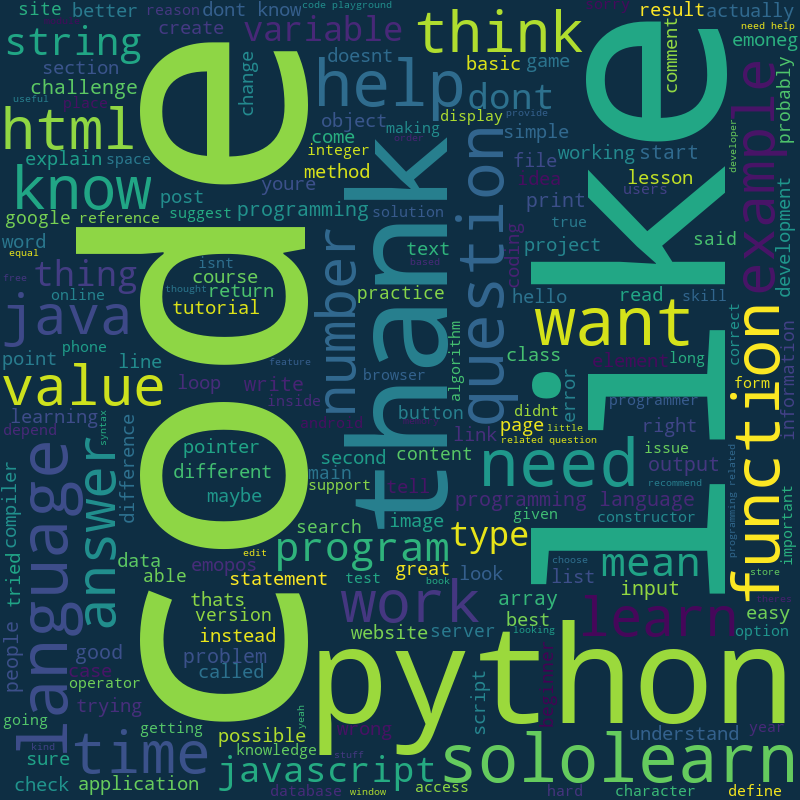 site
better
reason
dont know
code playground
work
result
actually
create
variable
think
need help
string
section
challenge
change
doesnt
basic
game
comment
emoneg
html
useful
place
help
dont
display
provide
probably
code
like
explain
space
object
making
order
come
integer
method
simple
file
working
start
developer
example
know
post
youre
thank
question
idea
lesson
users
google
reference
suggest
programming
solution
print
true
coding
project
said
development
word
equal
isnt
text
based
free
thing
thought
course
return
number
practice
hello
read
skill
online
tutorial
java
feature
want
function
correct
phone
algorithm
class
point
line
browser
element
long
value
loop
write
error
form
programmer
information
inside
android
button
didnt
learning
page
little
right
depend
syntax
link
related question
language
answer
difference
pointer
second
content
need
issue
different
main
output
recommend
programming related
important
compiler
tried
maybe
support
tell
programming language
image
given
constructor
search
type
data
edit
program
choose
mean
able
emopos
great
look
list
store
statement
test
book
input
thats
work
array
theres
version
best
learn
easy
people
instead
website
server
looking
option
good
problem
python
case
called
operator
beginner
trying
script
going
yeah
getting
possible
wrong
understand
year
kind
time
knowledge
stuff
sololearn
sure
javascript
check
application
access
database
window
hard
character
define